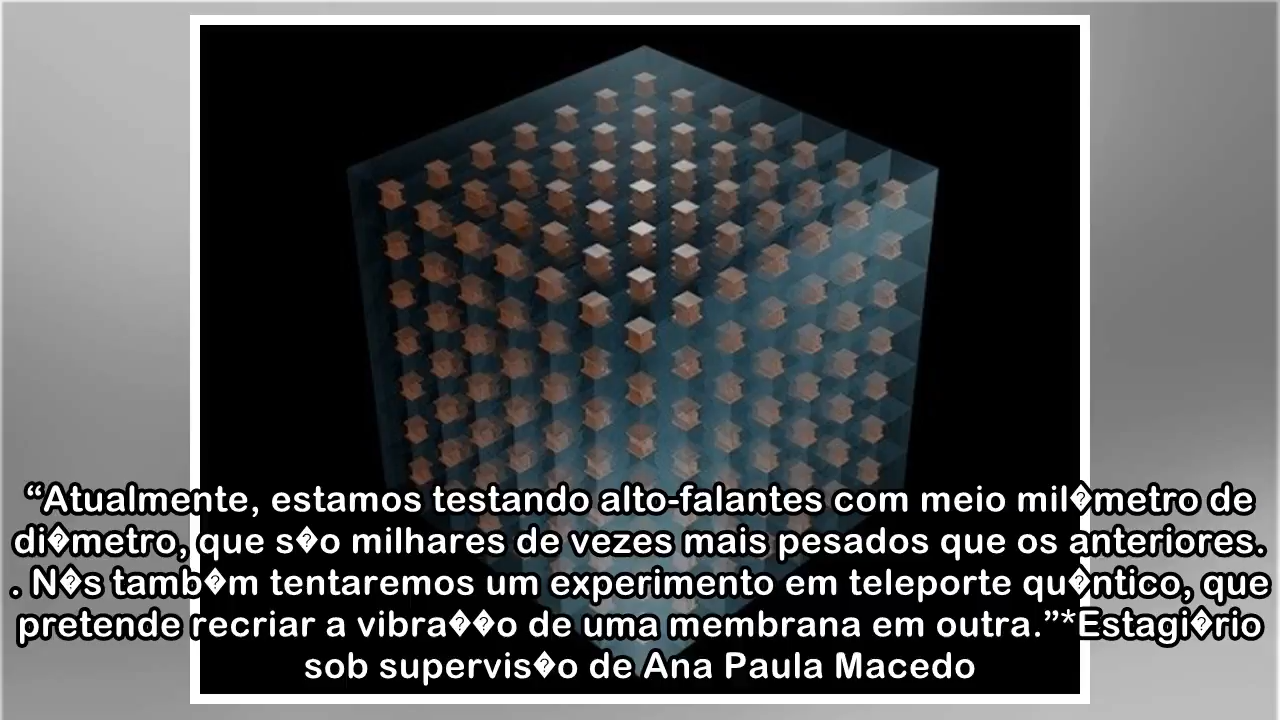 “Atualmente, estamos testando alto-falantes com meio mil�metro de
di�metro, que s�o milhares de vezes mais pesados que os anteriores.
. N�s tamb�m tentaremos um experimento em teleporte qu�ntico, que
pretende recriar a vibra��o de uma membrana em outra.”*Estagi�rio
sob supervis�o de Ana Paula Macedo